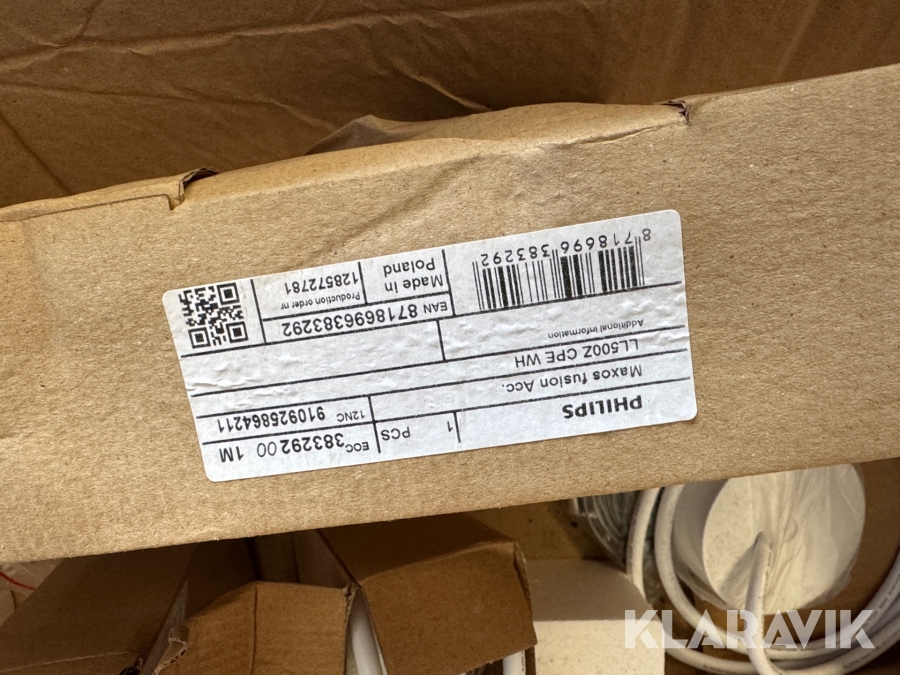 PHILIPS
1 PCS
EOC 383292 00 1M
12NC 910925864211
Maxos fusion Acc.
LL500Z CPE WH
Additional information
EAN 8718696383292
Made in
Poland
Production order nr
128572781
8 718696 383292
KLARAVIK